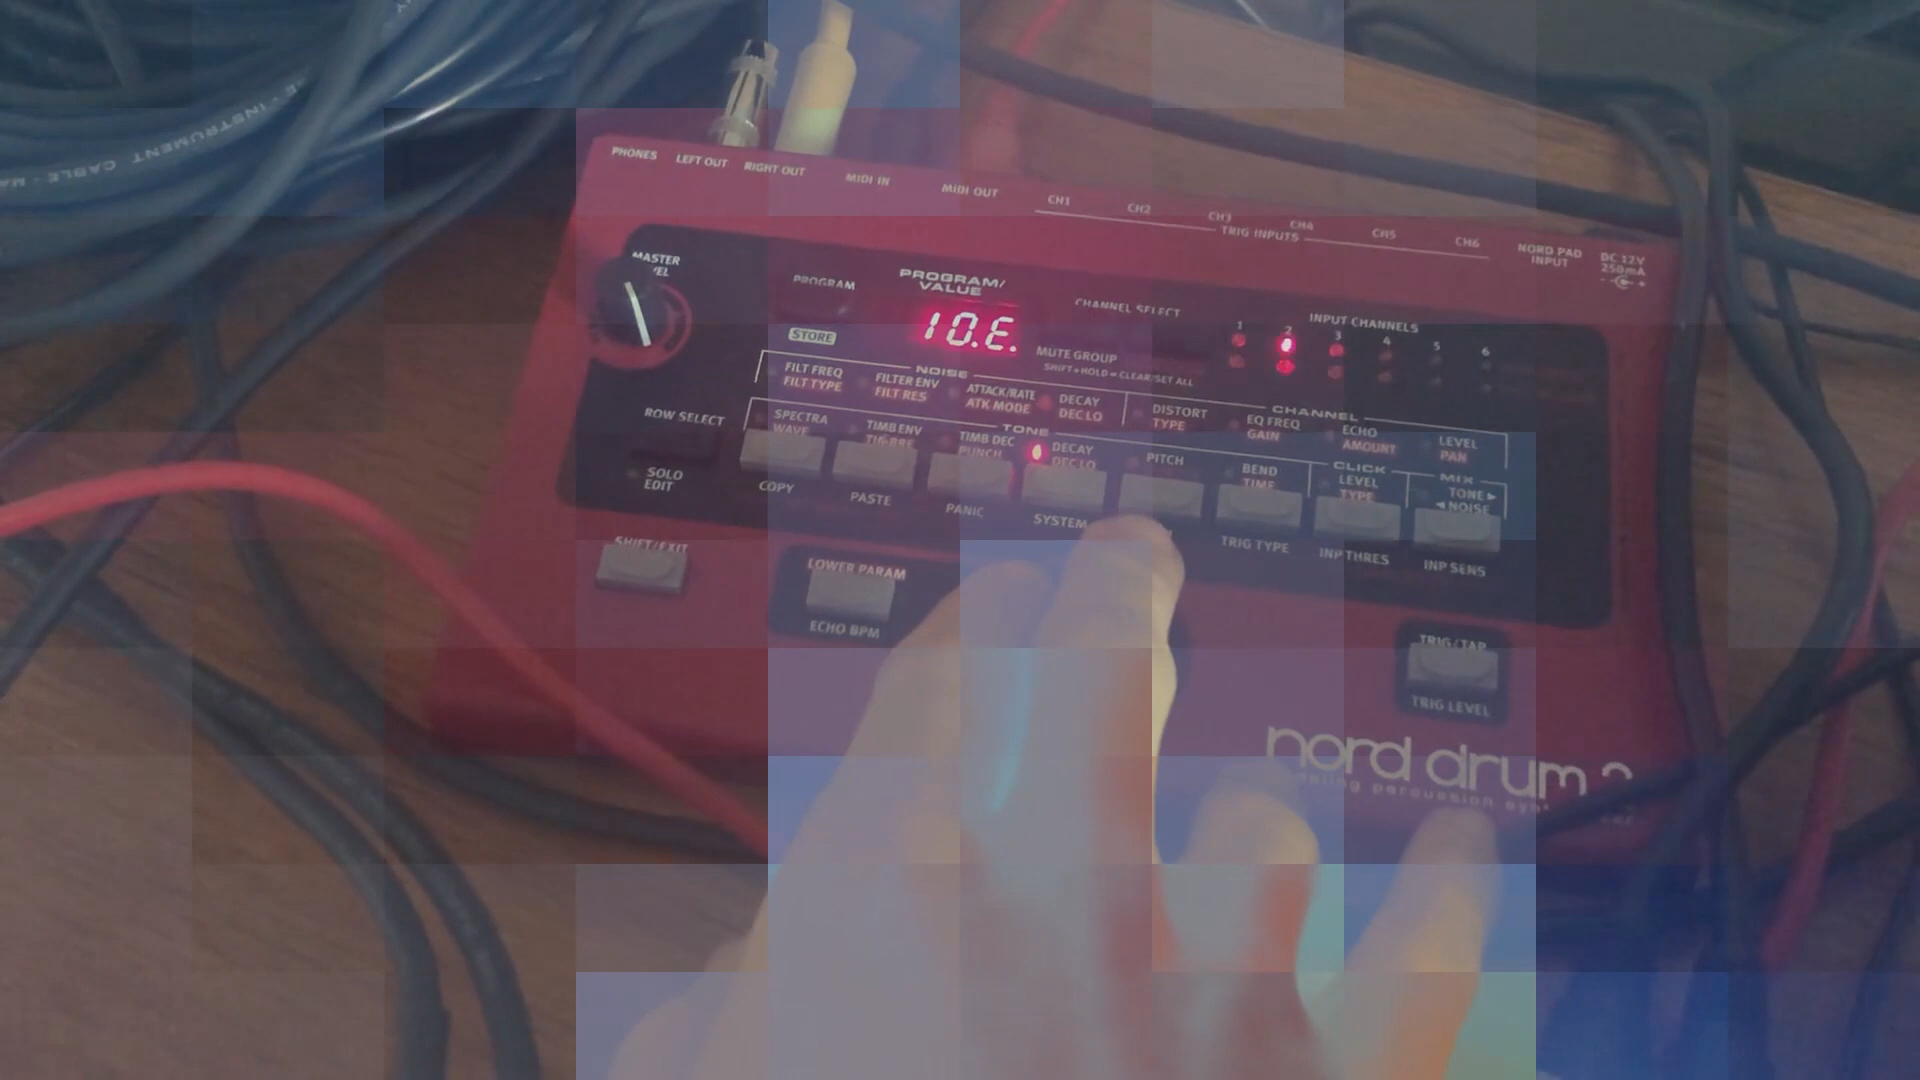 INSTRUMENT CABLE
PHONES LEFT OUT RIGHT OUT MIDI IN MIDI OUT CH1 CH2 CH3 CH4 CH5 CH6 NORD PAD INPUT DC 12V 250mA
TRIG INPUTS
MASTER
PROGRAM
PROGRAM/
VALUE
CHANNEL SELECT
INPUT CHANNELS
1 2 3 4 5 6
STORE
10.E.
MUTE GROUP
SHIFT+HOLD=CLEAR/SET ALL
NOISE
FILT FREQ FILTER ENV ATTACK/RATE DECAY
FILT TYPE FILT RES ATK MODE DEC LO
CHANNEL
DISTORT EQ FREQ ECHO LEVEL
TYPE GAIN AMOUNT PAN
ROW SELECT
TONE
SPECTRA TIMB ENV TIMB DEC DECAY PITCH BEND
WAVE PUNCH DEC LO TIME
CLICK
LEVEL
TYPE
MIX
TONE
NOISE
SOLO
EDIT
COPY PASTE PANIC SYSTEM TRIG TYPE INP THRES INP SENS
SHIFT/EXIT
LOWER PARAM
ECHO BPM
TRIG/TAP
TRIG LEVEL
nord drum
percussion